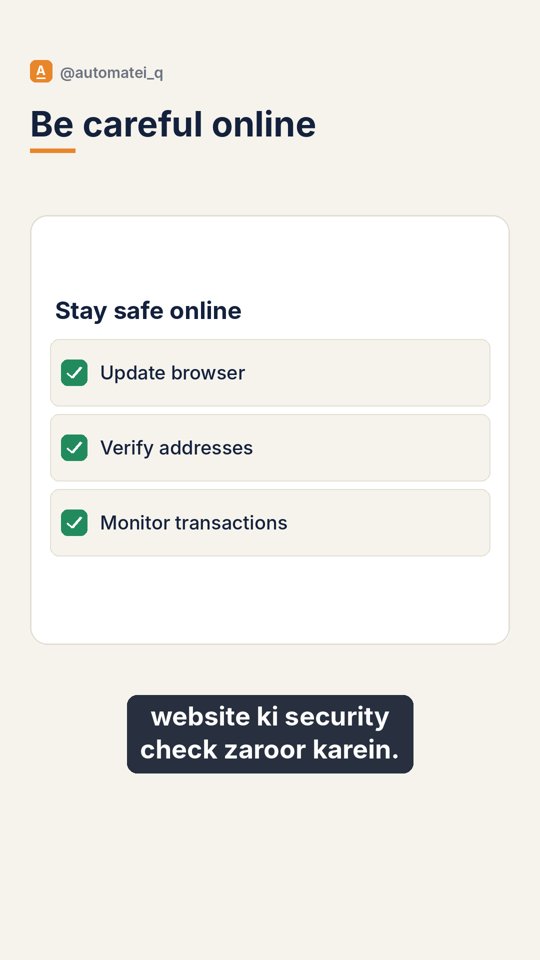 A @automatei_q
Be careful online
Stay safe online
Update browser
Verify addresses
Monitor transactions
website ki security
check zaroor karein.